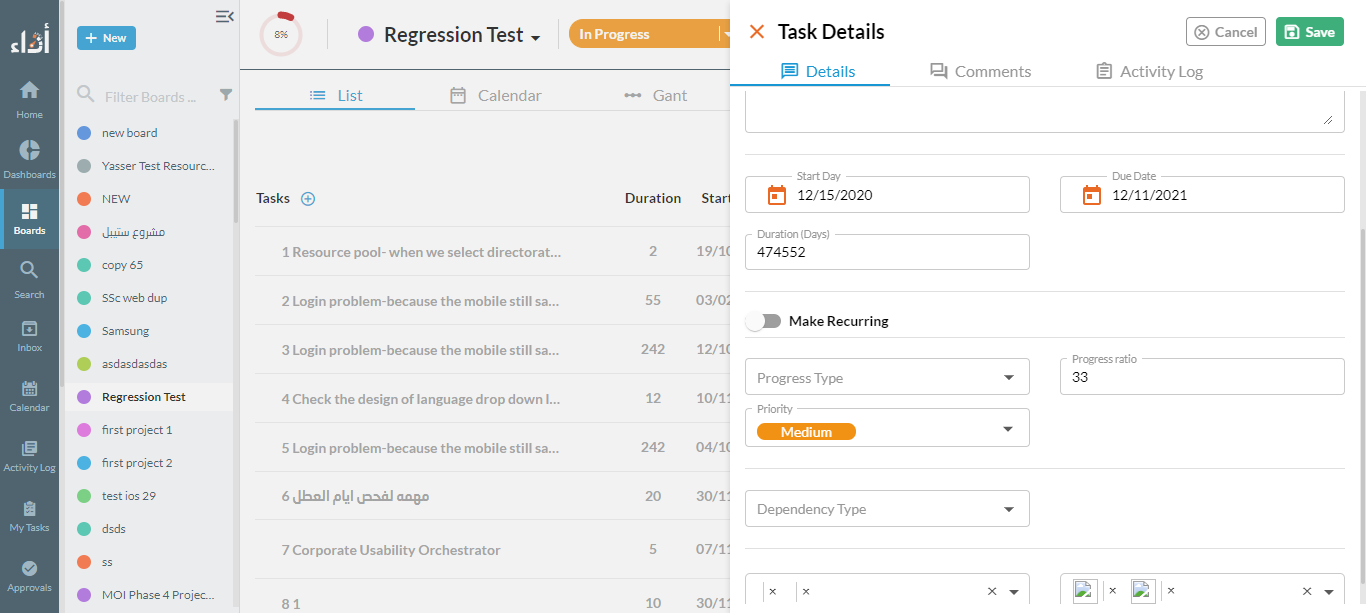 أداء
Home
Dashboards
Boards
Search
Inbox
Calendar
Activity Log
My Tasks
Approvals
+ New
Filter Boards ...
new board
Yasser Test Resourc...
NEW
مشروع ستيبل
copy 65
SSc web dup
Samsung
asdasdasdas
Regression Test
first project 1
first project 2
test ios 29
dsds
ss
MOI Phase 4 Projec...
8%
Regression Test
In Progress
List
Calendar
Gant
Tasks Duration Start
1 Resource pool- when we select directorat... 2 19/10
2 Login problem-because the mobile still sa... 55 03/02
3 Login problem-because the mobile still sa... 242 12/10
4 Check the design of language drop down l... 12 10/11
5 Login problem-because the mobile still sa... 242 04/10
6 مهمه لفحص ايام العطل 20 30/11
7 Corporate Usability Orchestrator 5 07/11
8 1 10 30/11
Task Details
Cancel
Save
Details
Comments
Activity Log
Start Day
12/15/2020
Due Date
12/11/2021
Duration (Days)
474552
Make Recurring
Progress Type
Progress ratio
33
Priority
Medium
Dependency Type